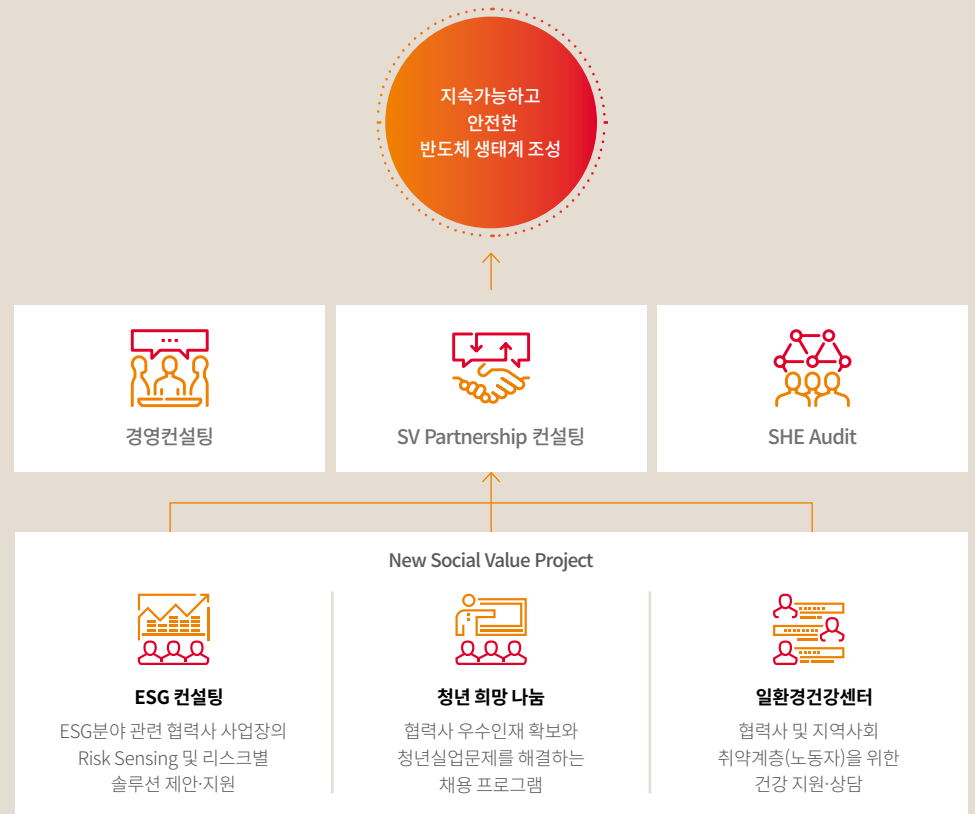 지속가능하고
안전한
반도체 생태계 조성
경영컨설팅
SV Partnership 컨설팅
SHE Audit
New Social Value Project
ESG 컨설팅
ESG분야 관련 협력사 사업장의
Risk Sensing 및 리스크별
솔루션 제안·지원
청년 희망 나눔
협력사 우수인재 확보와
청년실업문제를 해결하는
채용 프로그램
일환경건강센터
협력사 및 지역사회
취약계층(노동자)을 위한
건강 지원·상담